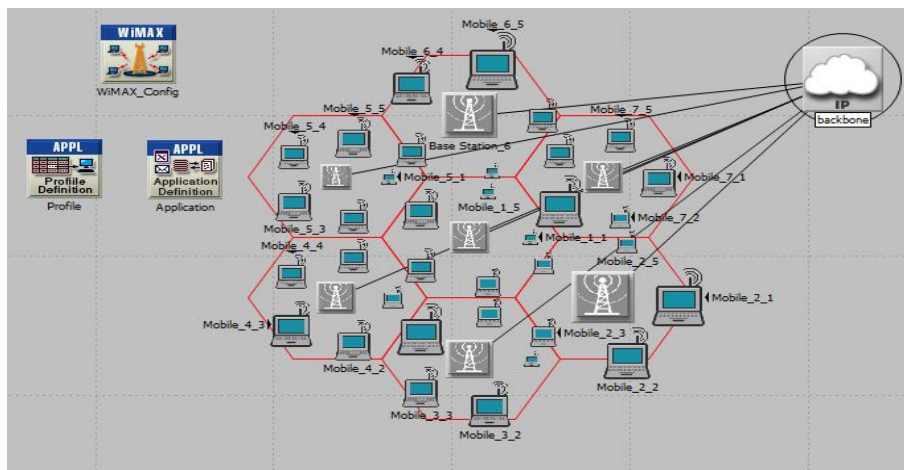 Mobile_6_5
WiMAX
Mobile_6_4
WiMAX_Config
Mobile_5_5
Mobile_7_5
IP
backbone
Mobile_5_4
Base Station_6
APPL
Profile
Definition
Profile
APPL
Application
Definition
Application
Mobile_5_1
Mobile_7_1
Mobile_1_5
Mobile_7_2
Mobile_5_3
Mobile_1_1
Mobile_4_4
Mobile_2_5
Mobile_2_1
Mobile_4_3
Mobile_2_3
Mobile_4_2
Mobile_2_2
Mobile_3_3
Mobile_3_2